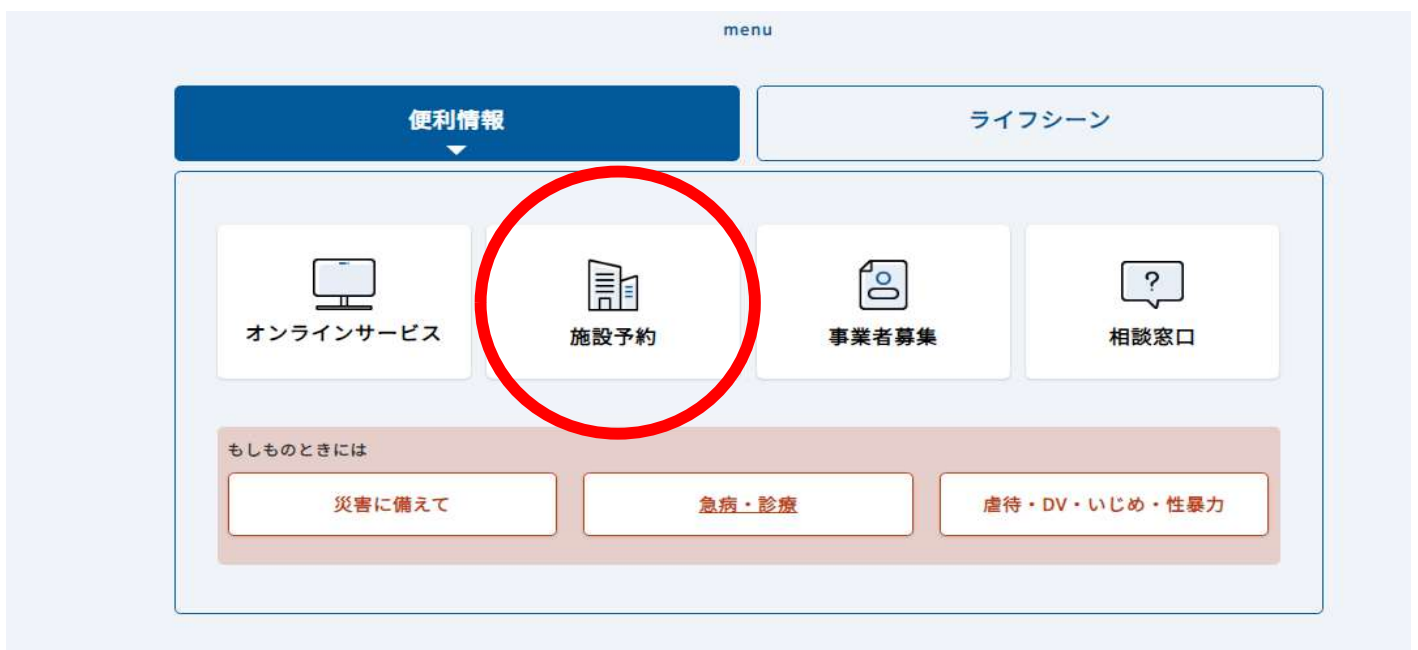 menu
便利情報
ライフシーン
オンラインサービス
施設予約
事業者募集
?
相談窓口
もしものときには
災害に備えて
急病・診療
虐待・DV・いじめ・性暴力